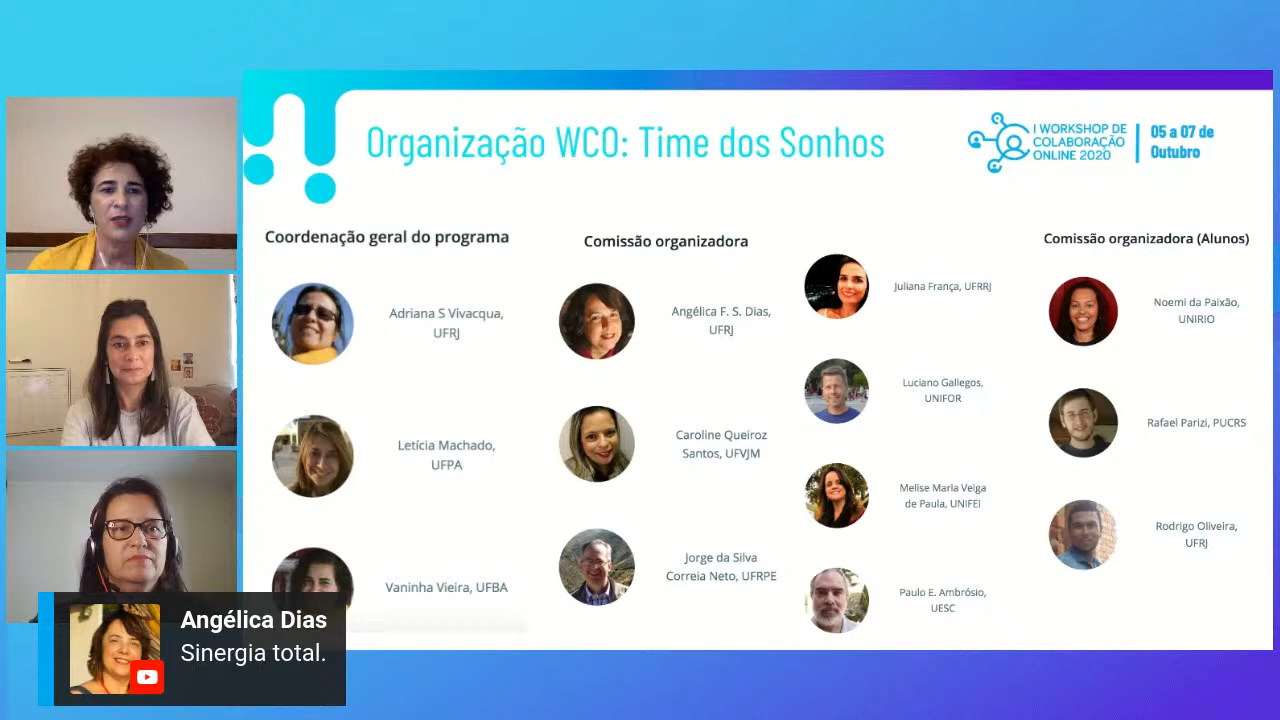 Organização WCO: Time dos Sonhos
I WORKSHOP DE
COLABORAÇÃO
ONLINE 2020
05 a 07 de
Outubro
Coordenação geral do programa
Adriana S Vivacqua,
UFRJ
Letícia Machado,
UFPA
Vaninha Vieira, UFBA
Comissão organizadora
Angélica F. S. Dias,
UFRJ
Caroline Queiroz
Santos, UFVJM
Jorge da Silva
Correia Neto, UFRPE
Juliana França, UFRRJ
Luciano Gallegos,
UNIFOR
Melise Maria Veiga
de Paula, UNIFEI
Paulo E. Ambrósio,
UESC
Comissão organizadora (Alunos)
Noemi da Paixão,
UNIRIO
Rafael Parizi, PUCRS
Rodrigo Oliveira,
UFRJ
Angélica Dias
Sinergia total.